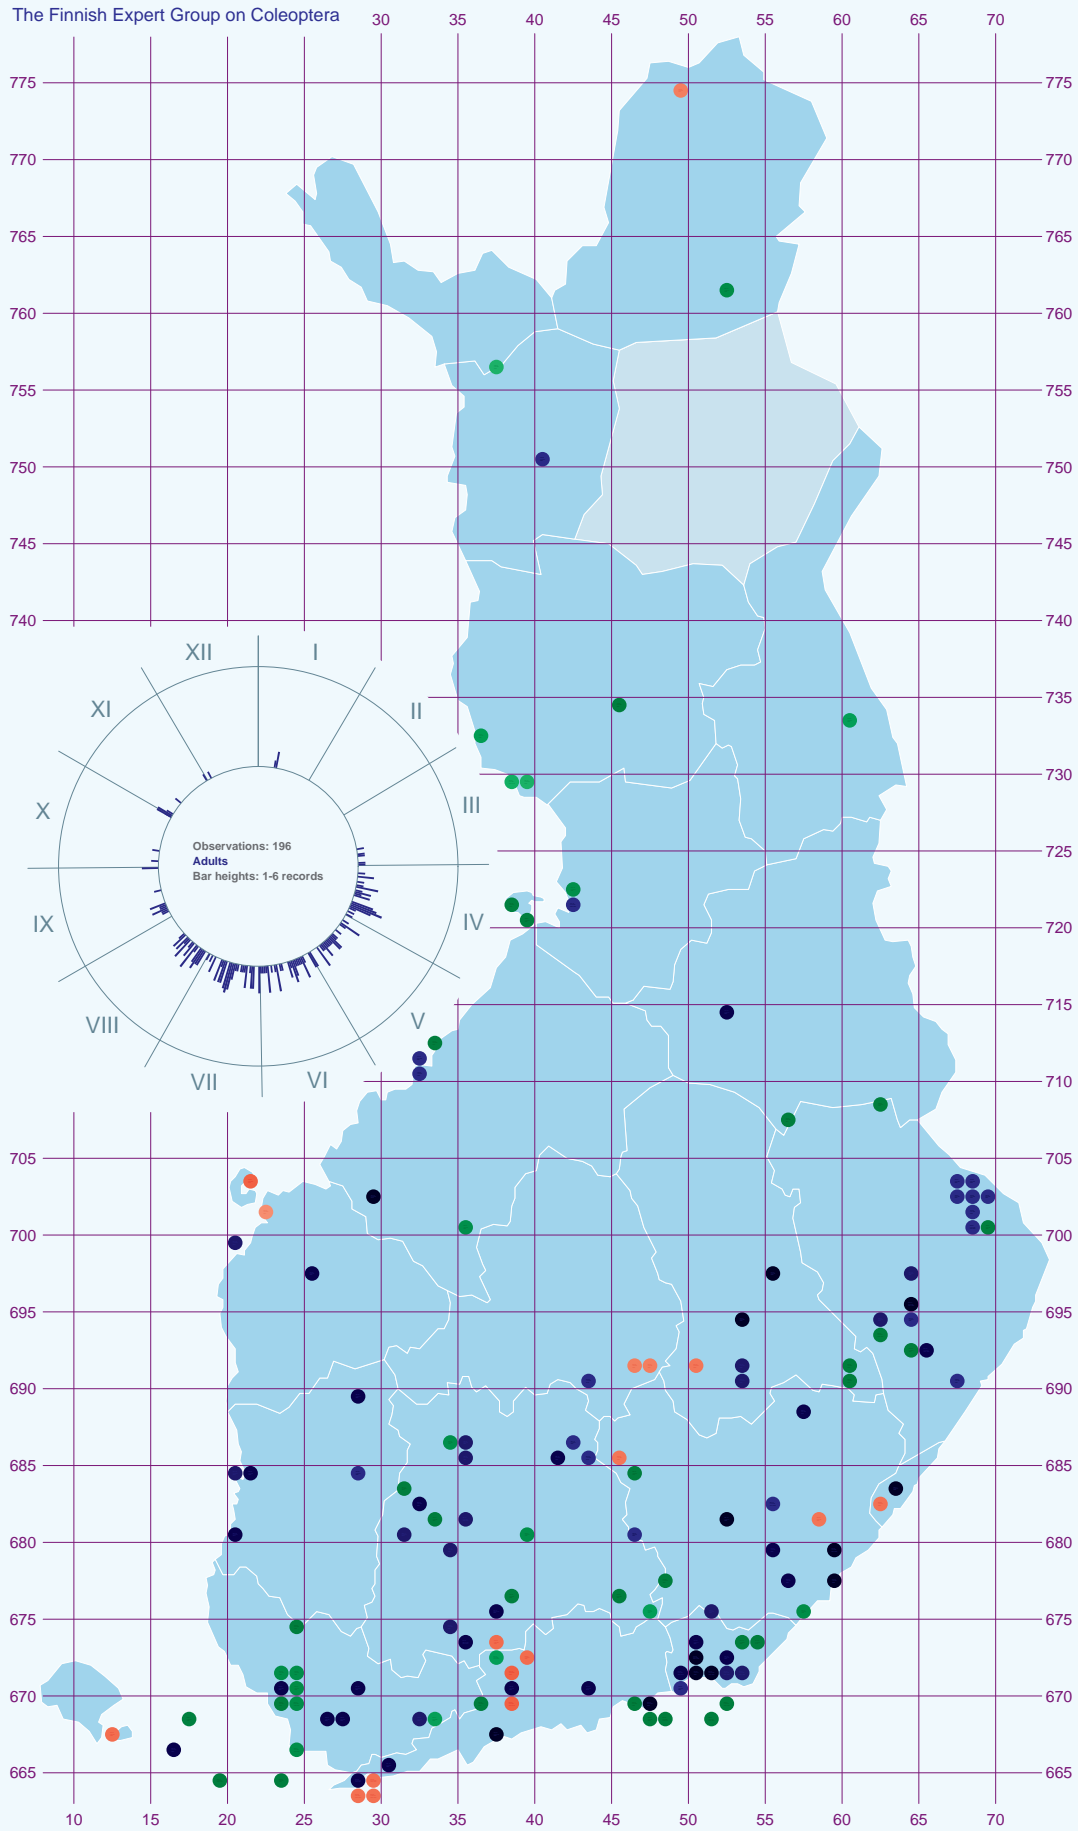 The Finnish Expert Group on Coleoptera
30 35 40 45 50 55 60 65 70
775 775
770 770
765 765
760 760
755 755
750 750
745 745
740 740
XII I
XI II
735
730
X III
Observations: 196
Adults
Bar heights: 1-6 records
725
IX IV
720
715
VIII V
VII VI
710
705 705
700 700
695 695
690 690
685 685
680 680
675 675
670 670
665 665
10 15 20 25 30 35 40 45 50 55 60 65 70